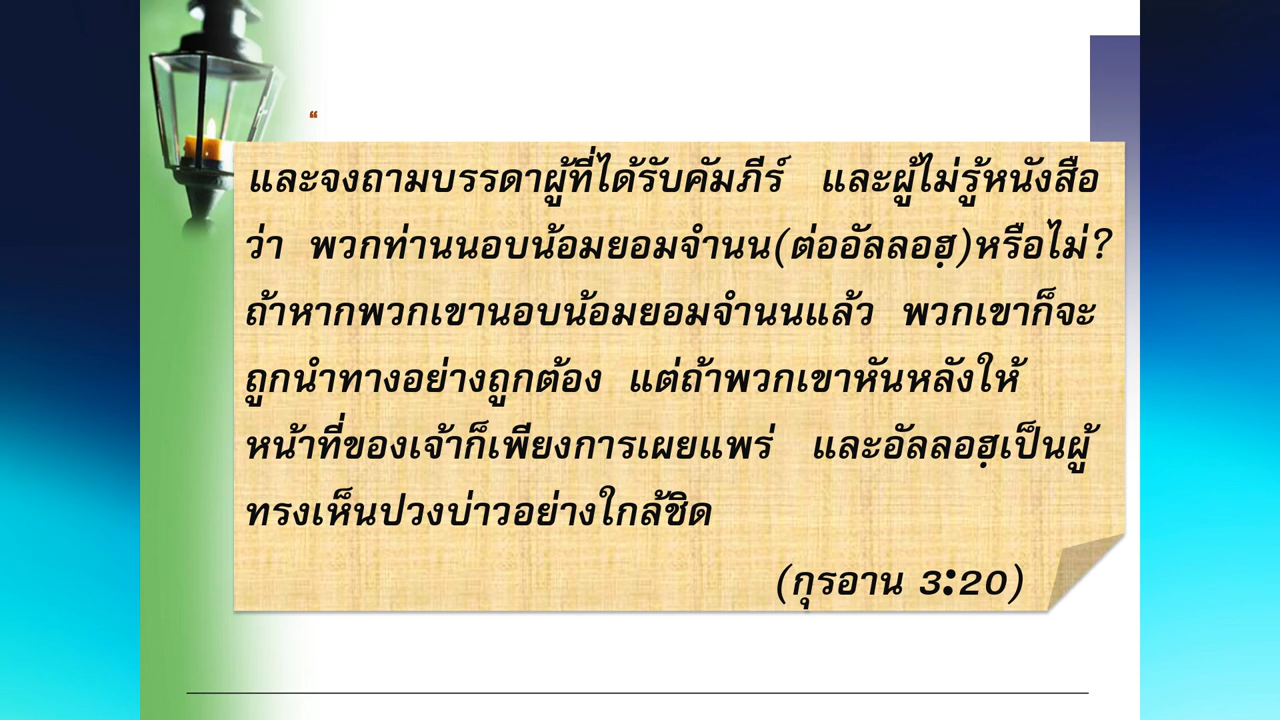 “
และจงถามบรรดาผู้ที่ได้รับคัมภีร์ และผู้ไม่รู้หนังสือ
ว่า พวกท่านนอบน้อมยอมจำนน(ต่ออัลลอฮฺ)หรือไม่?
ถ้าหากพวกเขานอบน้อมยอมจำนนแล้ว พวกเขาก็จะ
ถูกนำทางอย่างถูกต้อง แต่ถ้าพวกเขาหันหลังให้
หน้าที่ของเจ้าก็เพียงการเผยแพร่ และอัลลอฮฺเป็นผู้
ทรงเห็นปวงบ่าวอย่างใกล้ชิด
(กุรอาน 3:20)